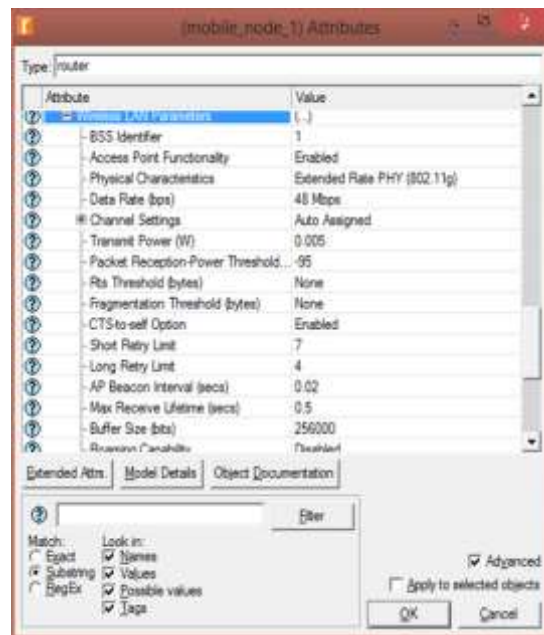 (mobile_node_1) Attributes
Type: router
Attribute Value
Wireless LAN Parameters (...)
BSS Identifier 1
Access Point Functionality Enabled
Physical Characteristics Extended Rate PHY (802.11g)
Data Rate (bps) 48 Mbps
Channel Settings Auto Assigned
Transmit Power (W) 0.005
Packet Reception-Power Threshold... -95
Rts Threshold (bytes) None
Fragmentation Threshold (bytes) None
CTS-to-self Option Enabled
Short Retry Limit 7
Long Retry Limit 4
AP Beacon Interval (secs) 0.02
Max Receive Lifetime (secs) 0.5
Buffer Size (bits) 256000
Roaming Capability Disabled
Extended Attrs. Model Details Object Documentation
Filter
Match: Look in:
Exact Names
Substring Values
RegEx Possible values
Tags
Advanced
Apply to selected objects
OK Cancel